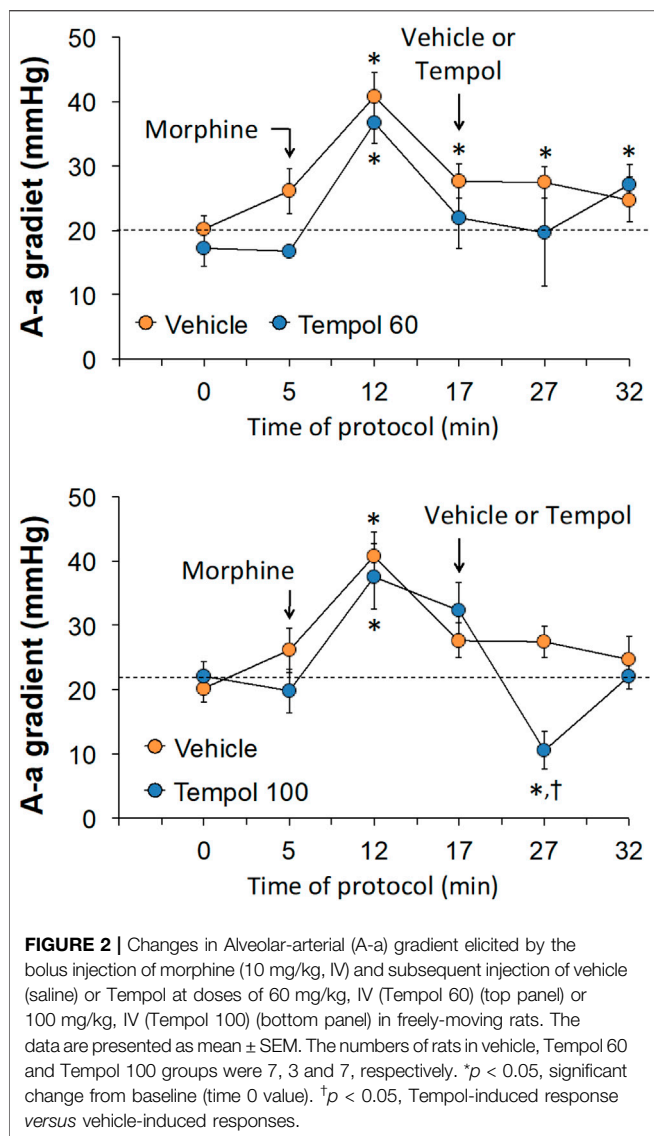 A-a gradiet (mmHg)
50
40
30
20
10
0
Morphine
Vehicle or
Tempol
*
*
*
*
*
Vehicle
Tempol 60
0 5 12 17 27 32
Time of protocol (min)
A-a gradient (mmHg)
50
40
30
20
10
0
Morphine
Vehicle or Tempol
*
*
*,†
Vehicle
Tempol 100
0 5 12 17 27 32
Time of protocol (min)
FIGURE 2 | Changes in Alveolar-arterial (A-a) gradient elicited by the
bolus injection of morphine (10 mg/kg, IV) and subsequent injection of vehicle
(saline) or Tempol at doses of 60 mg/kg, IV (Tempol 60) (top panel) or
100 mg/kg, IV (Tempol 100) (bottom panel) in freely-moving rats. The
data are presented as mean ± SEM. The numbers of rats in vehicle, Tempol 60
and Tempol 100 groups were 7, 3 and 7, respectively. *p < 0.05, significant
change from baseline (time 0 value). †p < 0.05, Tempol-induced response
versus vehicle-induced responses.